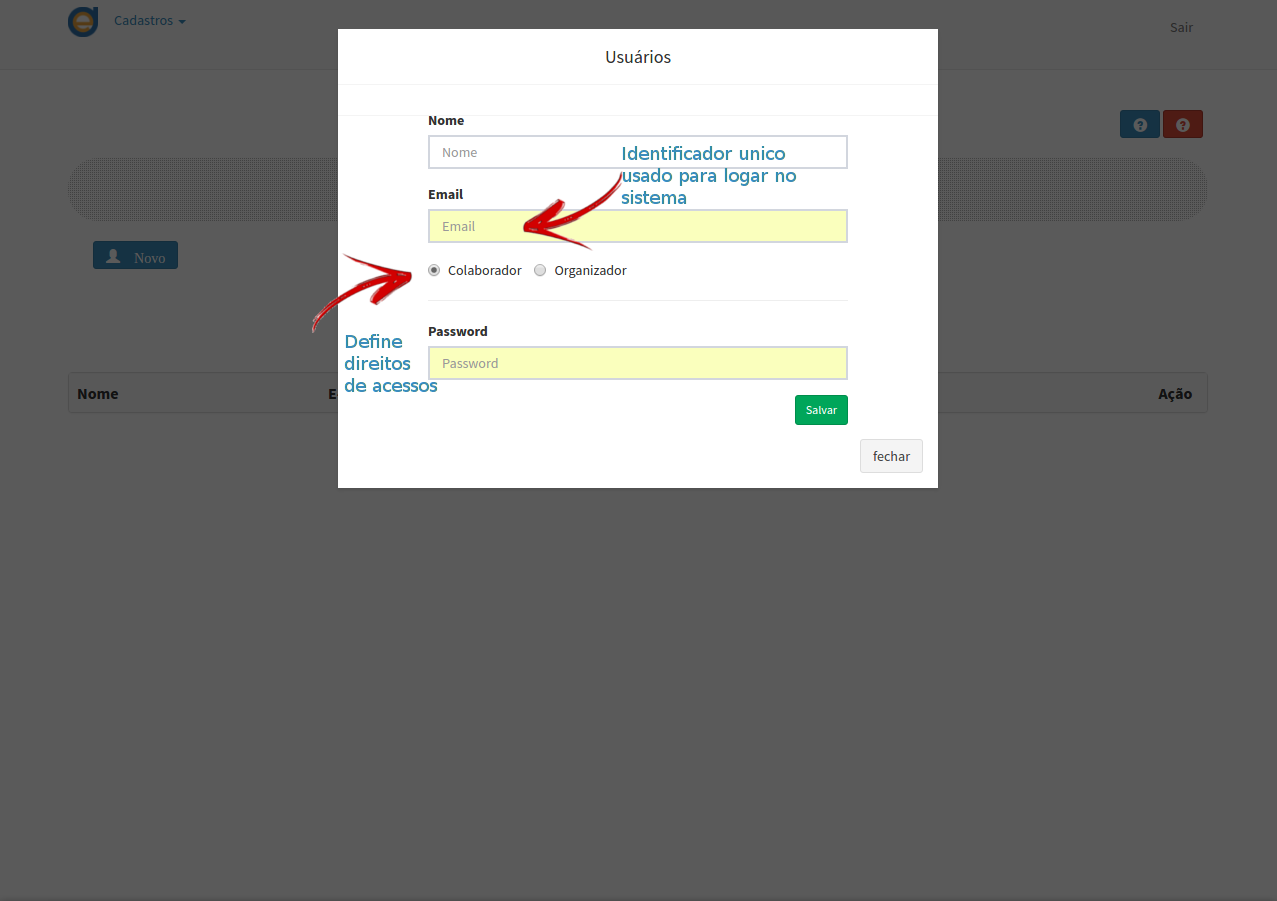 Cadastros
Sair
Usuários
Nome
Nome
Identificador unico
usado para logar no
sistema
Email
Email
Novo
Colaborador Organizador
Password
Define
direitos
de acessos
Password
Nome
Ação
Salvar
fechar